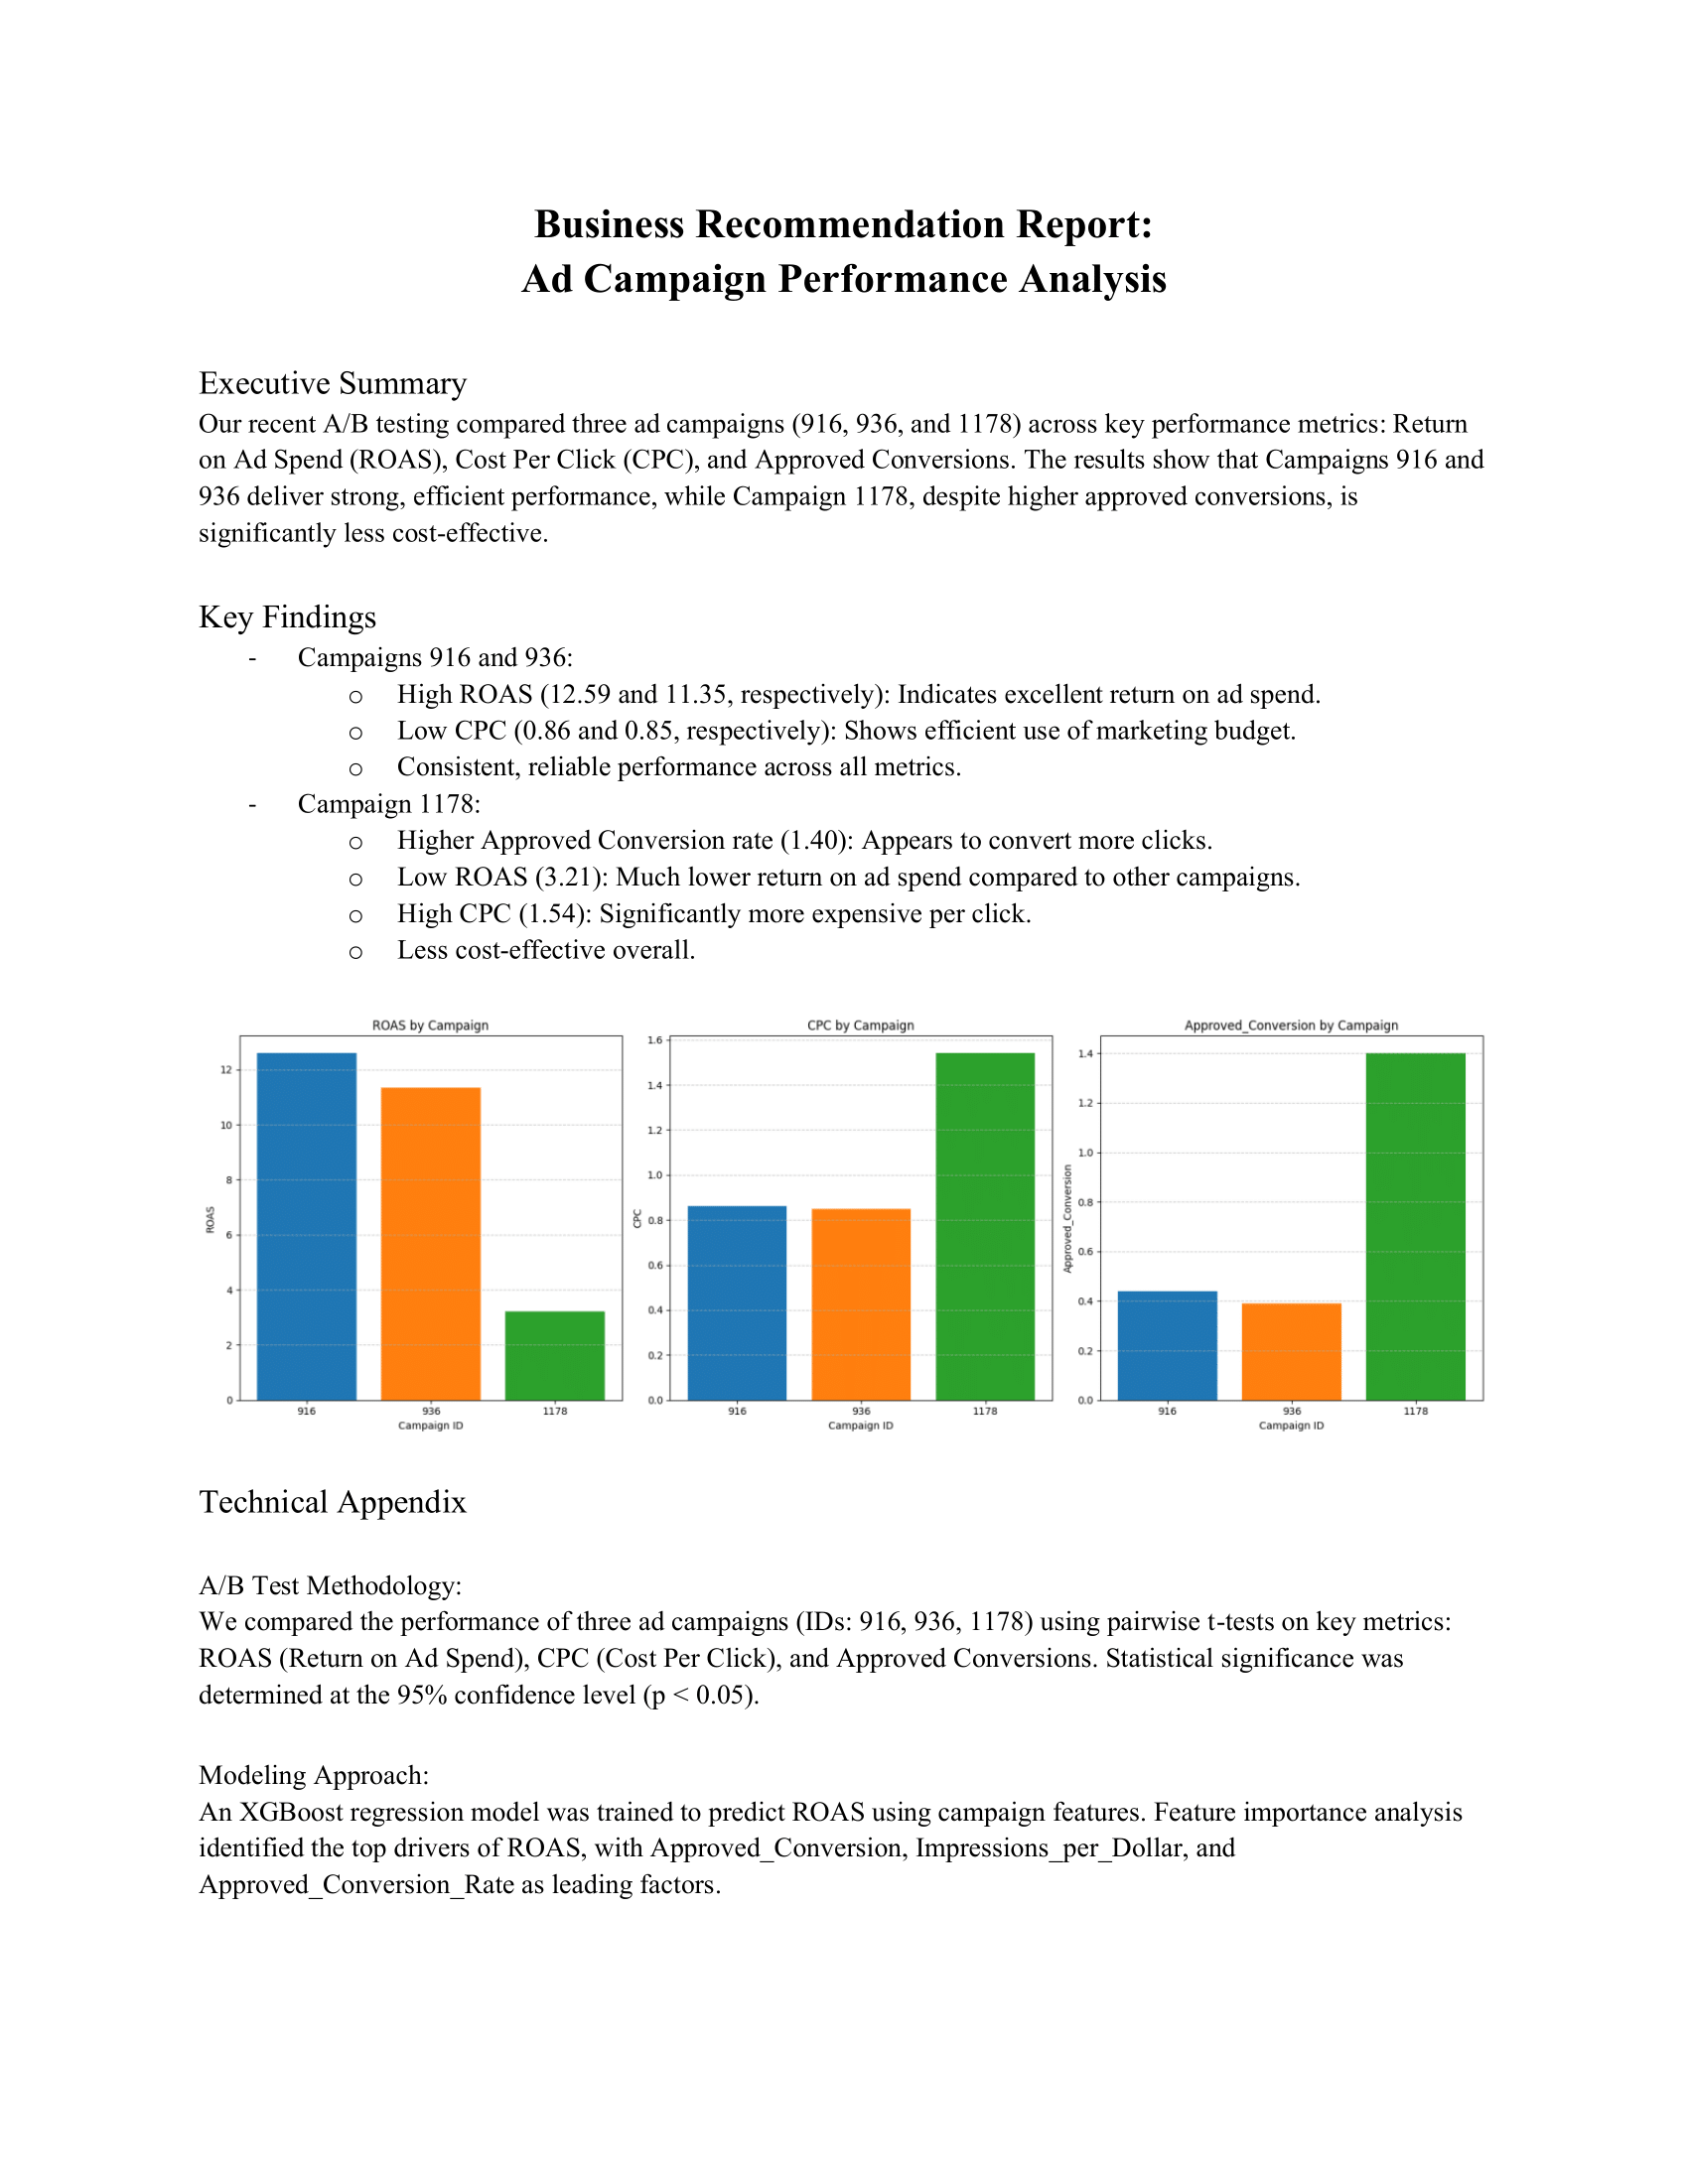 Business Recommendation Report:
Ad Campaign Performance Analysis
Executive Summary
Our recent A/B testing compared three ad campaigns (916, 936, and 1178) across key performance metrics: Return
on Ad Spend (ROAS), Cost Per Click (CPC), and Approved Conversions. The results show that Campaigns 916 and
936 deliver strong, efficient performance, while Campaign 1178, despite higher approved conversions, is
significantly less cost-effective.
Key Findings
- Campaigns 916 and 936:
o High ROAS (12.59 and 11.35, respectively): Indicates excellent return on ad spend.
o Low CPC (0.86 and 0.85, respectively): Shows efficient use of marketing budget.
o Consistent, reliable performance across all metrics.
- Campaign 1178:
o Higher Approved Conversion rate (1.40): Appears to convert more clicks.
o Low ROAS (3.21): Much lower return on ad spend compared to other campaigns.
o High CPC (1.54): Significantly more expensive per click.
o Less cost-effective overall.
ROAS by Campaign
12
10
8
6
4
2
0
ROAS
916 936 1178
Campaign ID
CPC by Campaign
1.6
1.4
1.2
1.0
0.8
0.6
0.4
0.2
0.0
CPC
916 936 1178
Campaign ID
Approved_Conversion by Campaign
1.4
1.2
1.0
0.8
0.6
0.4
0.2
0.0
Approved_Conversion
916 936 1178
Campaign ID
Technical Appendix
A/B Test Methodology:
We compared the performance of three ad campaigns (IDs: 916, 936, 1178) using pairwise t-tests on key metrics:
ROAS (Return on Ad Spend), CPC (Cost Per Click), and Approved Conversions. Statistical significance was
determined at the 95% confidence level (p < 0.05).
Modeling Approach:
An XGBoost regression model was trained to predict ROAS using campaign features. Feature importance analysis
identified the top drivers of ROAS, with Approved_Conversion, Impressions_per_Dollar, and
Approved_Conversion_Rate as leading factors.